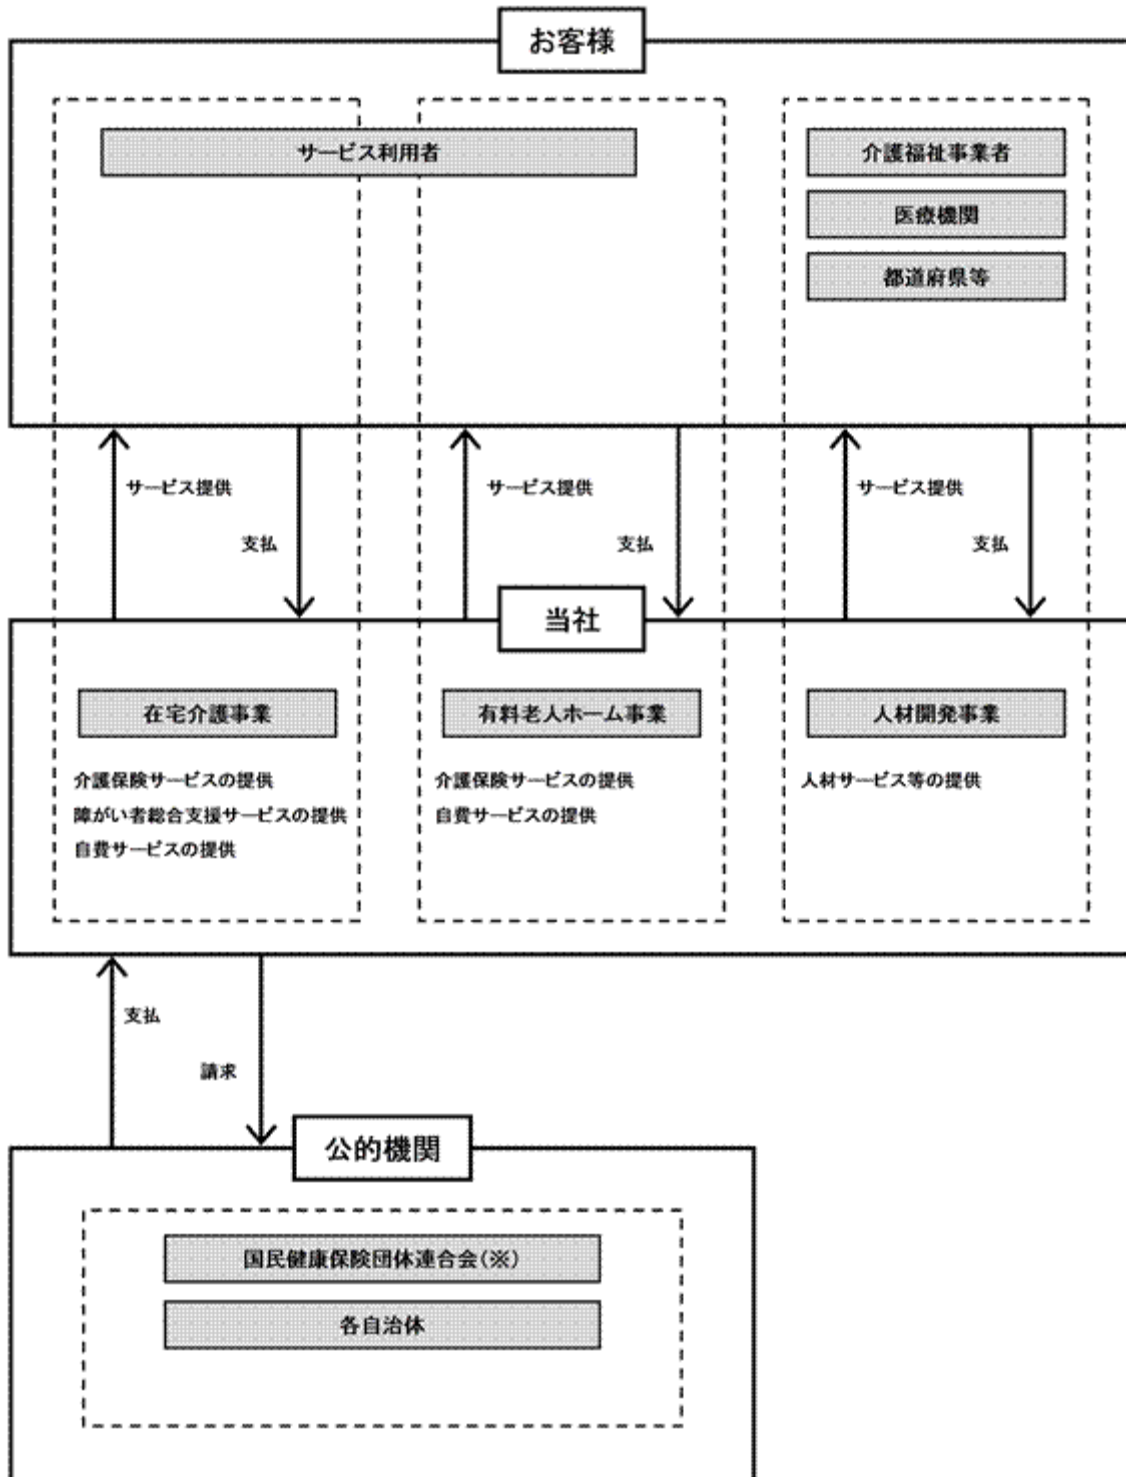 お客様
サービス利用者
介護福祉事業者
医療機関
都道府県等
サービス提供
支払
サービス提供
支払
サービス提供
支払
当社
在宅介護事業
介護保険サービスの提供
障がい者総合支援サービスの提供
自費サービスの提供
有料老人ホーム事業
介護保険サービスの提供
自費サービスの提供
人材開発事業
人材サービス等の提供
支払
請求
公的機関
国民健康保険団体連合会(※)
各自治体